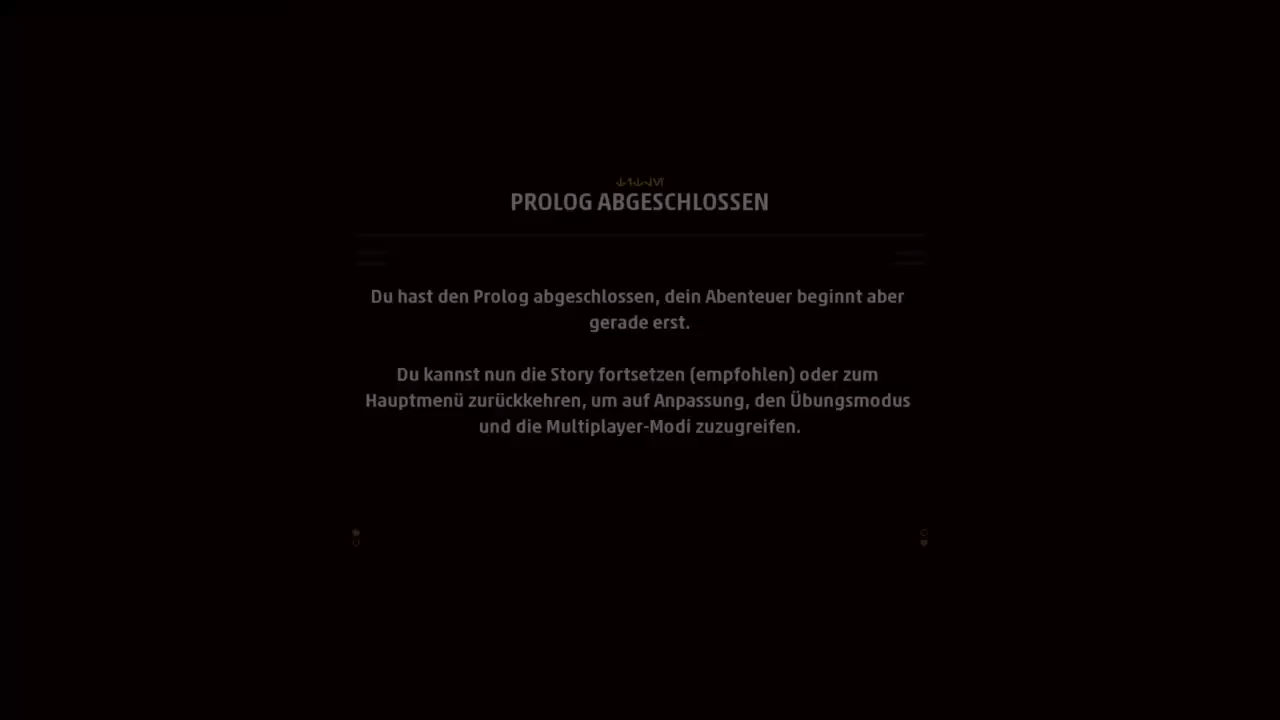 PROLOG ABGESCHLOSSEN
Du hast den Prolog abgeschlossen, dein Abenteuer beginnt aber
gerade erst.
Du kannst nun die Story fortsetzen (empfohlen) oder zum
Hauptmenü zurückkehren, um auf Anpassung, den Übungsmodus
und die Multiplayer-Modi zuzugreifen.